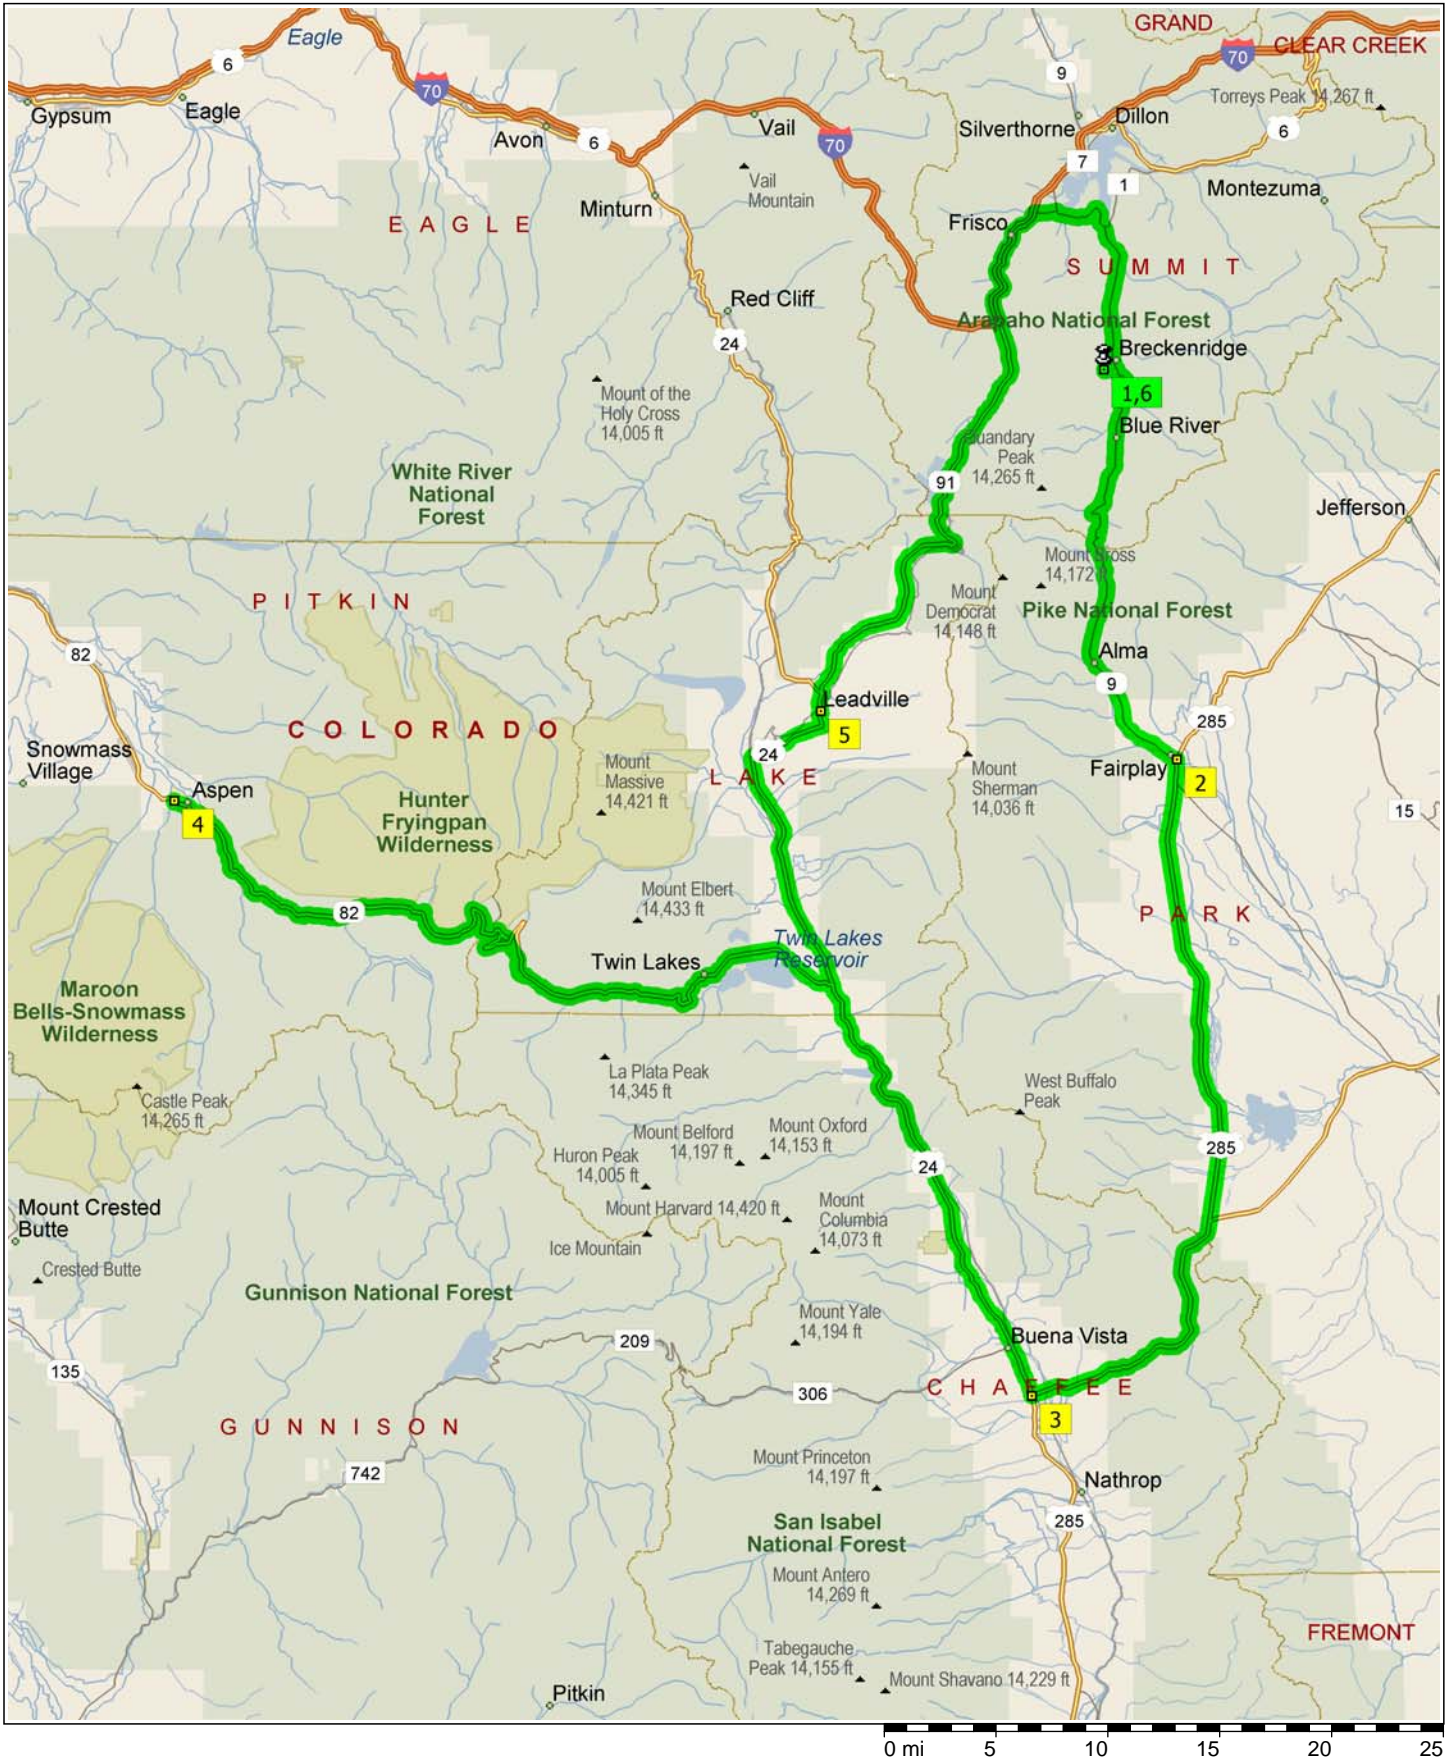 GRAND
CLEAR CREEK
Eagle
6
70
9
70
Torreys Peak 14,267 ft
Gypsum
Eagle
Avon
6
Vail
70
Silverthorne
Dillon
6
7
1
Vail
Mountain
Montezuma
Minturn
EAGLE
Frisco
SUMMIT
Red Cliff
Arapaho National Forest
24
Breckenridge
Mount of the
Holy Cross
14,005 ft
1,6
Blue River
Quandary
Peak
14,265 ft
White River
National
Forest
91
Jefferson
Mount Bross
14,172 ft
24
Mount
Democrat
14,148 ft
Pike National Forest
PITKIN
82
Alma
9
Leadville
5
285
COLORADO
24
Snowmass
Village
Mount
Massive
14,421 ft
LAKE
Mount
Sherman
14,036 ft
Fairplay
2
Aspen
4
Hunter
Fryingpan
Wilderness
15
Mount Elbert
14,433 ft
82
PARK
Twin Lakes
Reservoir
Twin Lakes
Maroon
Bells-Snowmass
Wilderness
La Plata Peak
14,345 ft
West Buffalo
Peak
Castle Peak
14,265 ft
Mount Belford
14,197 ft
Mount Oxford
14,153 ft
285
Huron Peak
14,005 ft
24
Mount Harvard 14,420 ft
Mount
Columbia
14,073 ft
Mount Crested
Butte
Ice Mountain
Crested Butte
Gunnison National Forest
Mount Yale
14,194 ft
209
Buena Vista
135
306
CHAFFEE
3
GUNNISON
742
Mount Princeton
14,197 ft
Nathrop
San Isabel
National Forest
285
Mount Antero
14,269 ft
FREMONT
Tabegauche
Peak 14,155 ft
Mount Shavano 14,229 ft
Pitkin
0 mi 5 10 15 20 25